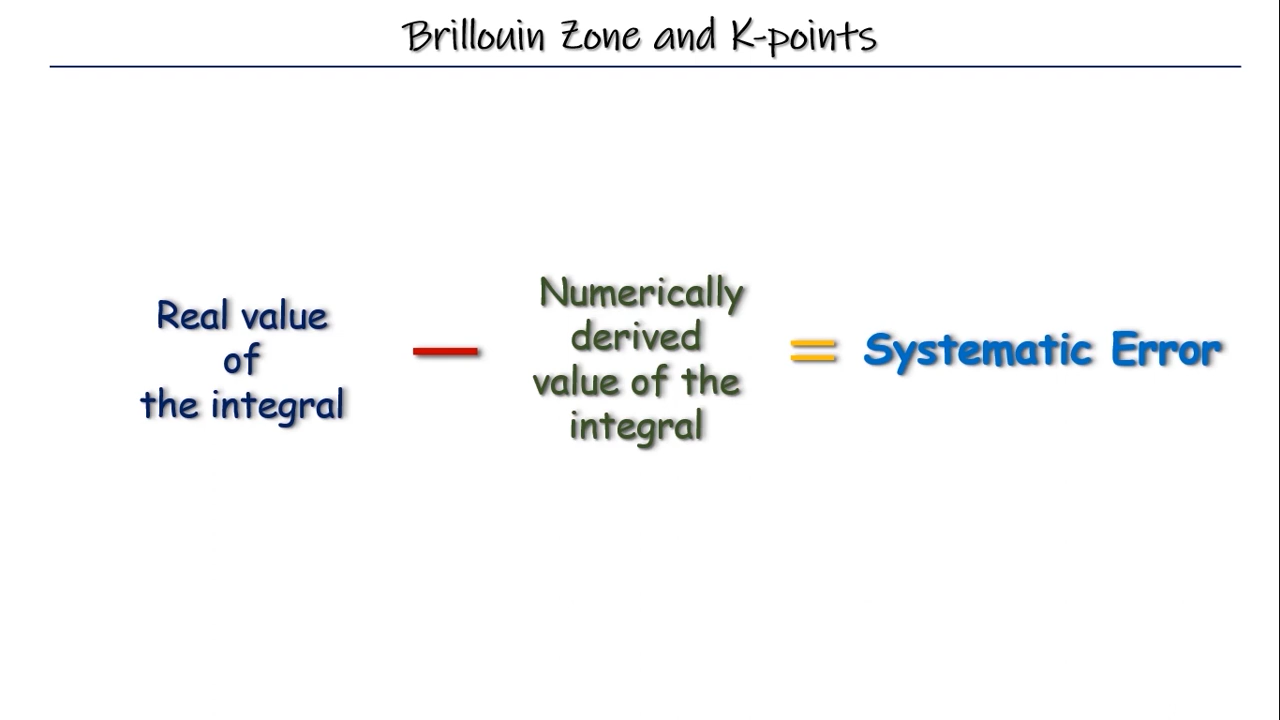 Brillouin Zone and K-points
Real value
of
the integral
—
Numerically
derived
value of the
integral
=
Systematic Error